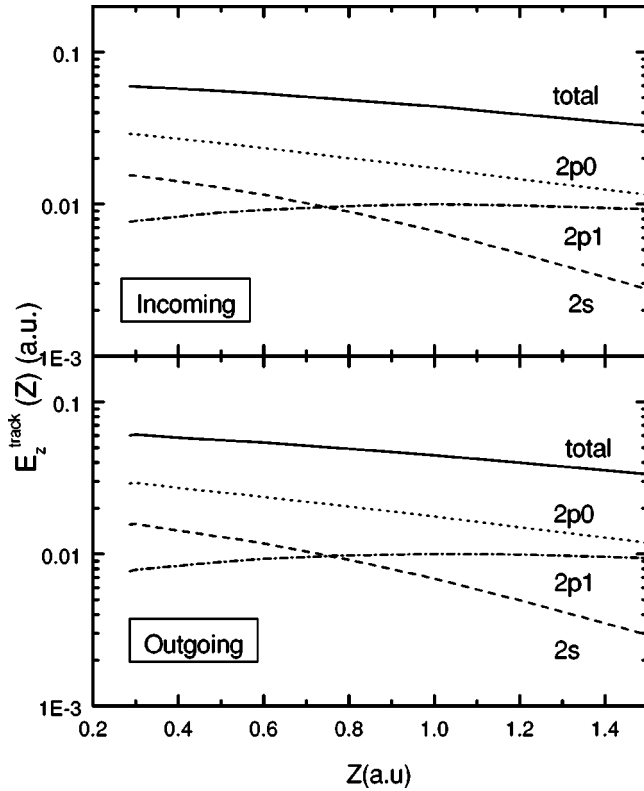 0.1
total
2p0
0.01
2p1
Incoming
2s
1E-3
E_z^track (Z) (a.u.)
0.1
total
2p0
0.01
2p1
Outgoing
2s
1E-3
0.2 0.4 0.6 0.8 1.0 1.2 1.4
Z(a.u)